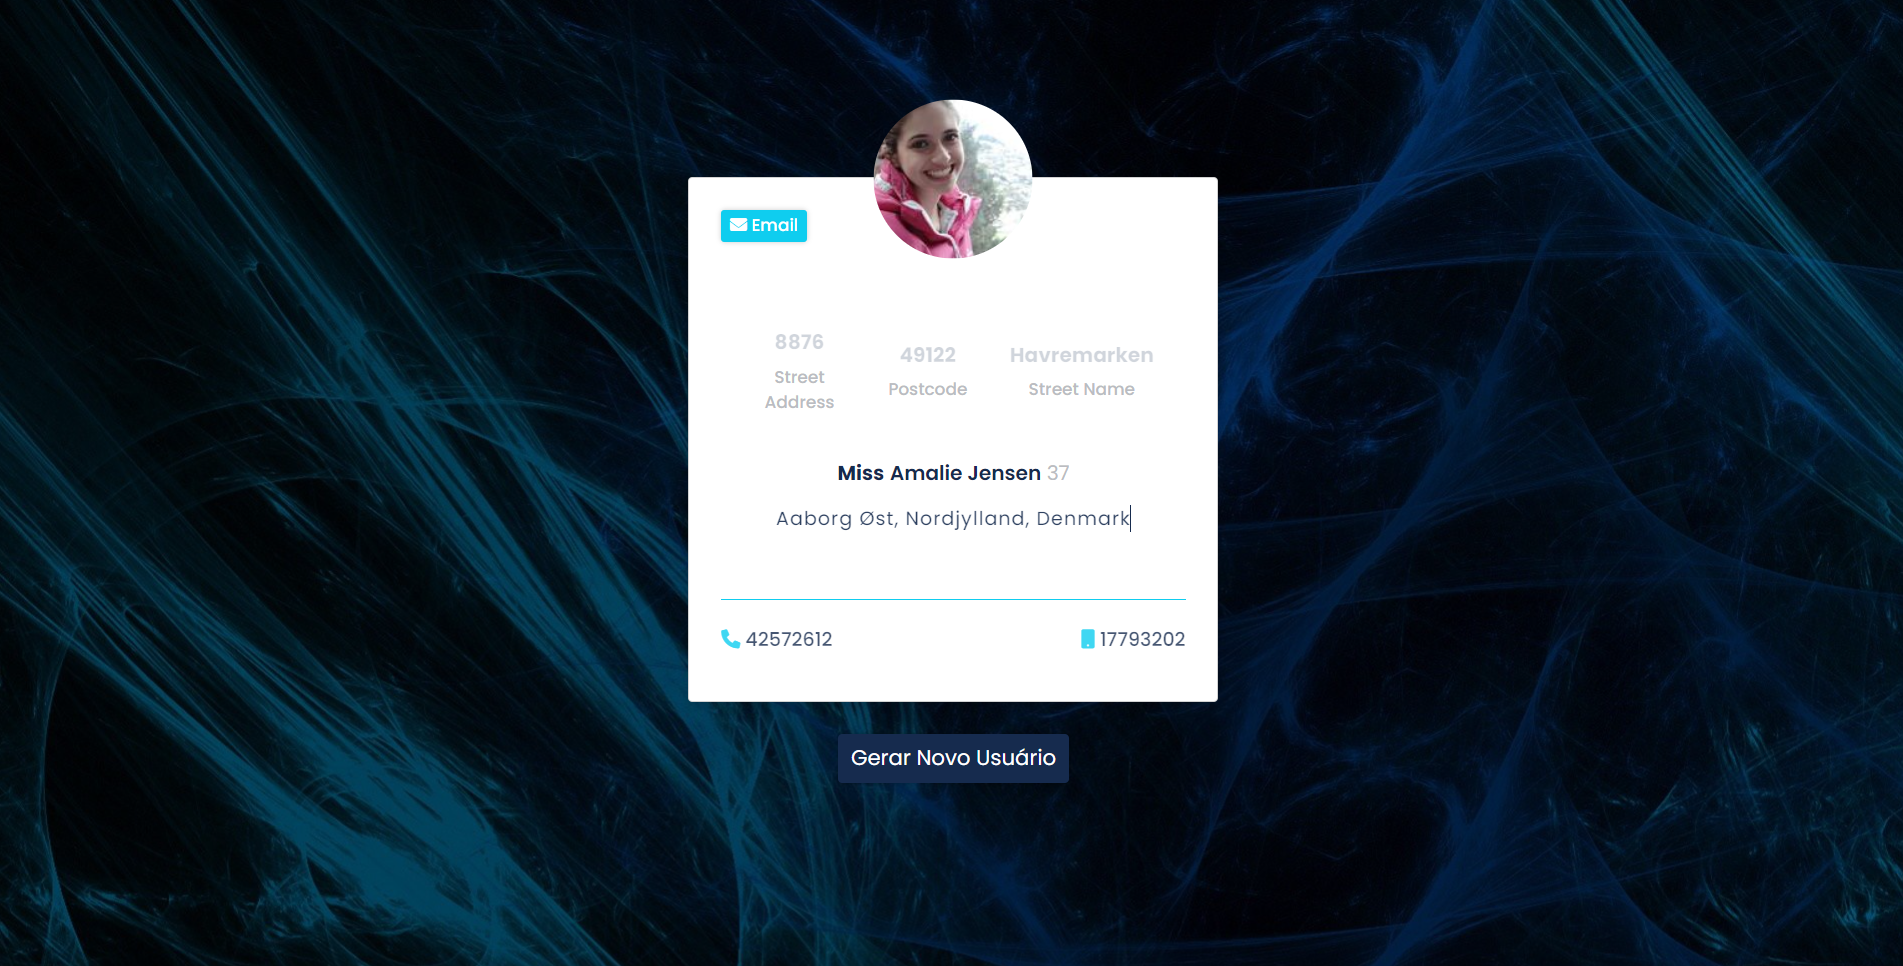 Email
8876
Street
Address
49122
Postcode
Havremarken
Street Name
Miss Amalie Jensen 37
Aaborg Øst, Nordjylland, Denmark
42572612
17793202
Gerar Novo Usuário